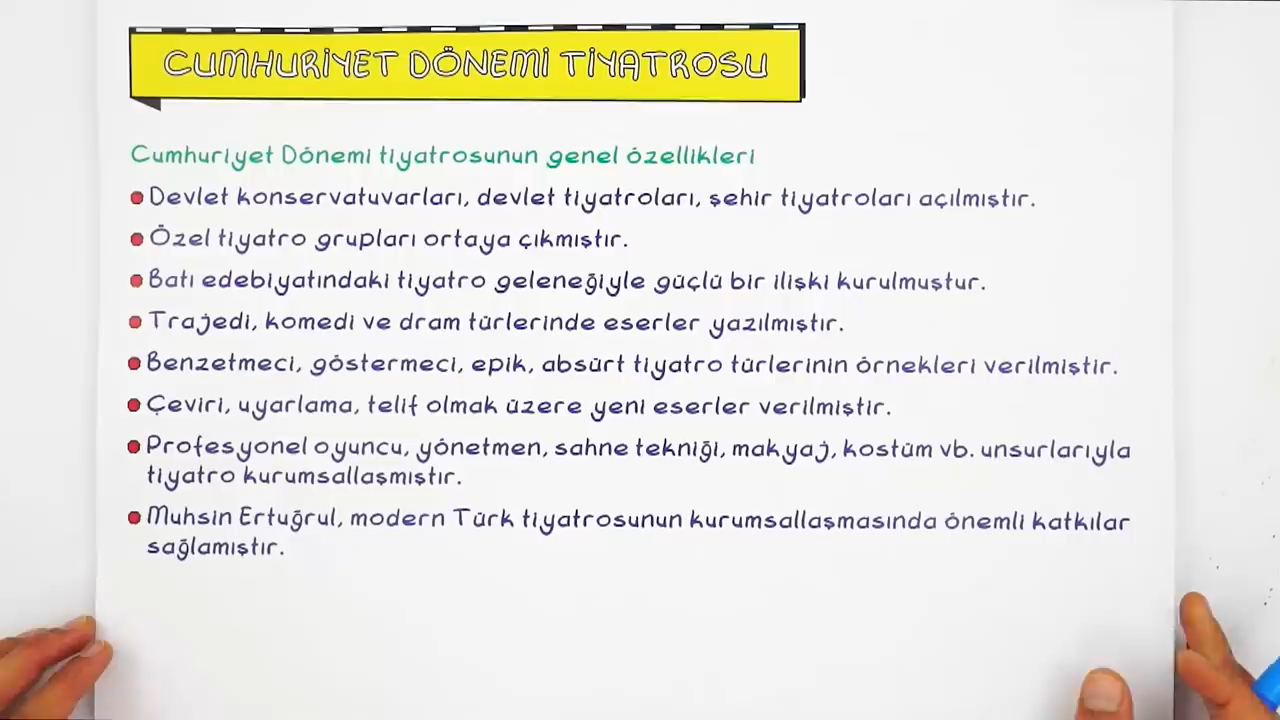 CUMHURİYET DÖNEMİ TİYATROSU
Cumhuriyet Dönemi tiyatrosunun genel özellikleri
Devlet konservatuvarları, devlet tiyatroları, şehir tiyatroları açılmıştır.
Özel tiyatro grupları ortaya çıkmıştır.
Batı edebiyatındaki tiyatro geleneğiyle güçlü bir ilişki kurulmuştur.
Trajedi, komedi ve dram türlerinde eserler yazılmıştır.
Benzetmeci, göstermeci, epik, absürt tiyatro türlerinin örnekleri verilmiştir.
Çeviri, uyarlama, telif olmak üzere yeni eserler verilmiştir.
Profesyonel oyuncu, yönetmen, sahne tekniği, makyaj, kostüm vb. unsurlarıyla
tiyatro kurumsallaşmıştır.
Muhsin Ertuğrul, modern Türk tiyatrosunun kurumsallaşmasında önemli katkılar
sağlamıştır.